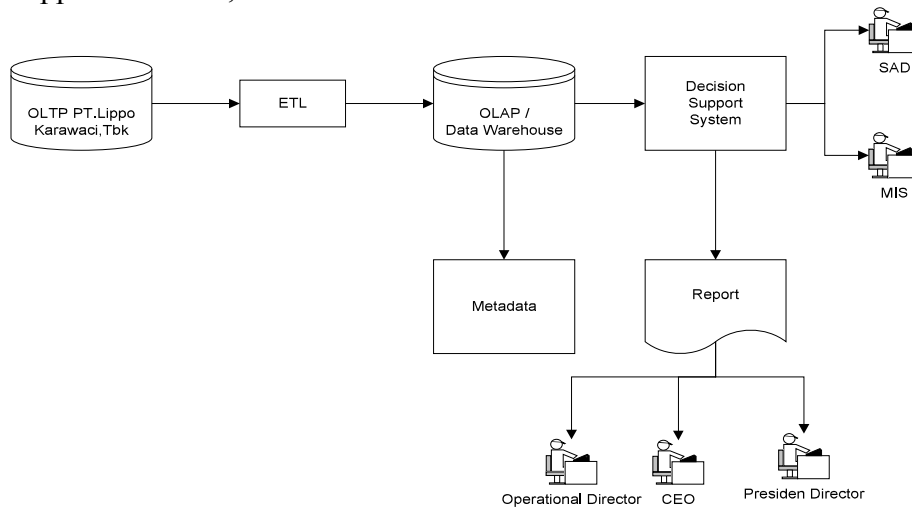 OLTP PT.Lippo
Karawaci,Tbk
ETL
OLAP /
Data Warehouse
Decision
Support
System
SAD
MIS
Metadata
Report
Operational Director
CEO
Presiden Director